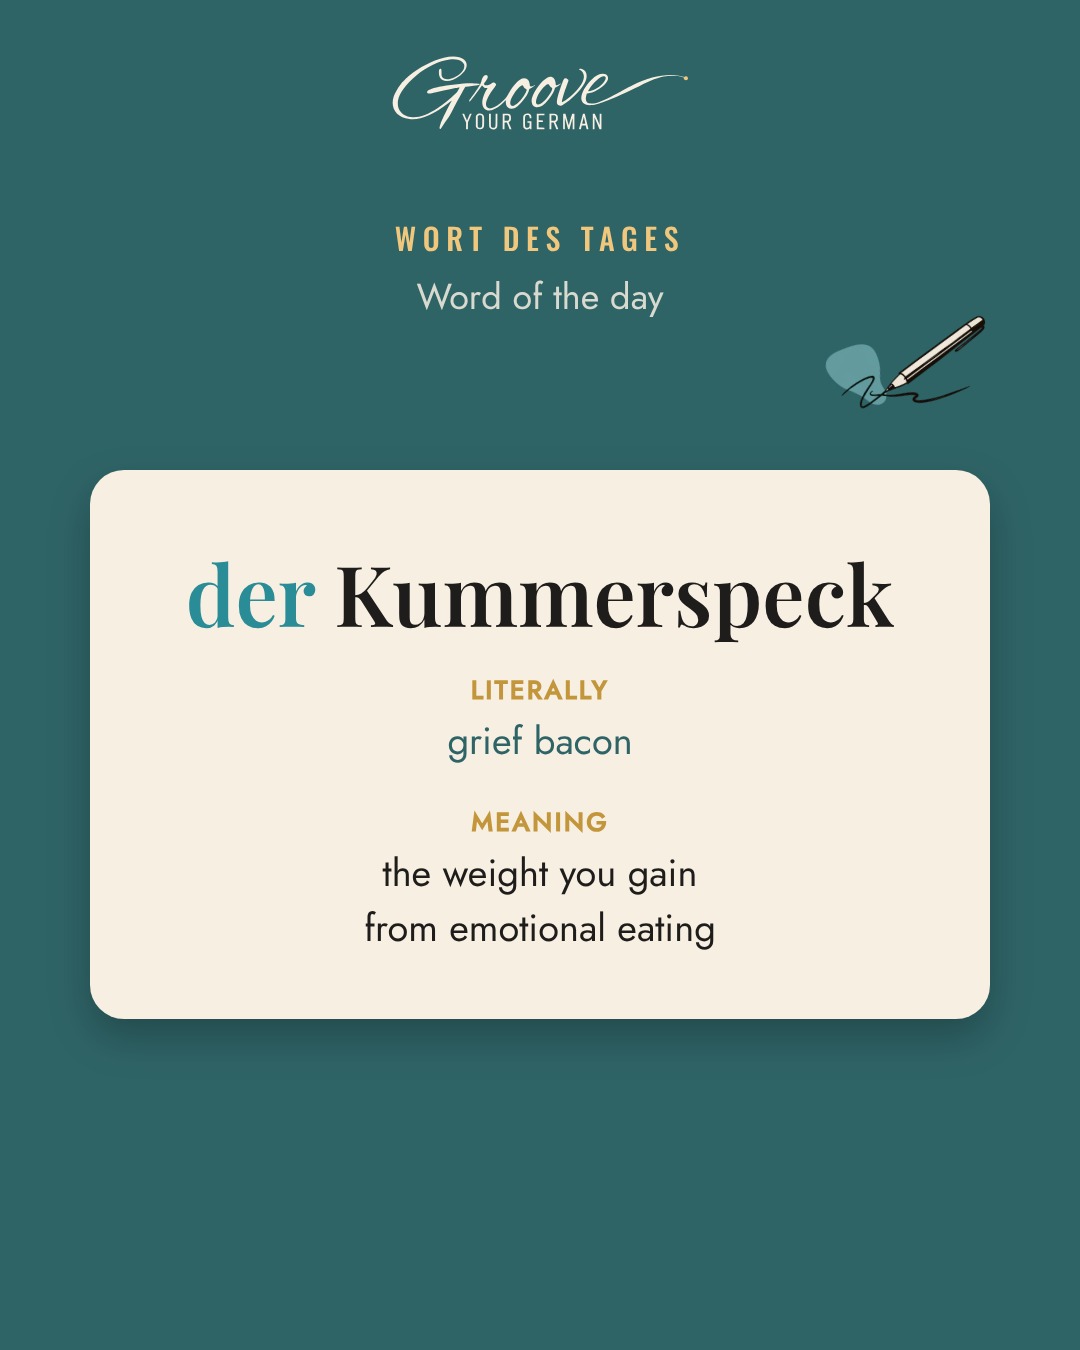 Groove
YOUR GERMAN
WORT DES TAGES
Word of the day
der Kummerspeck
LITERALLY
grief bacon
MEANING
the weight you gain
from emotional eating